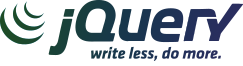 jQuery
write less, do more.